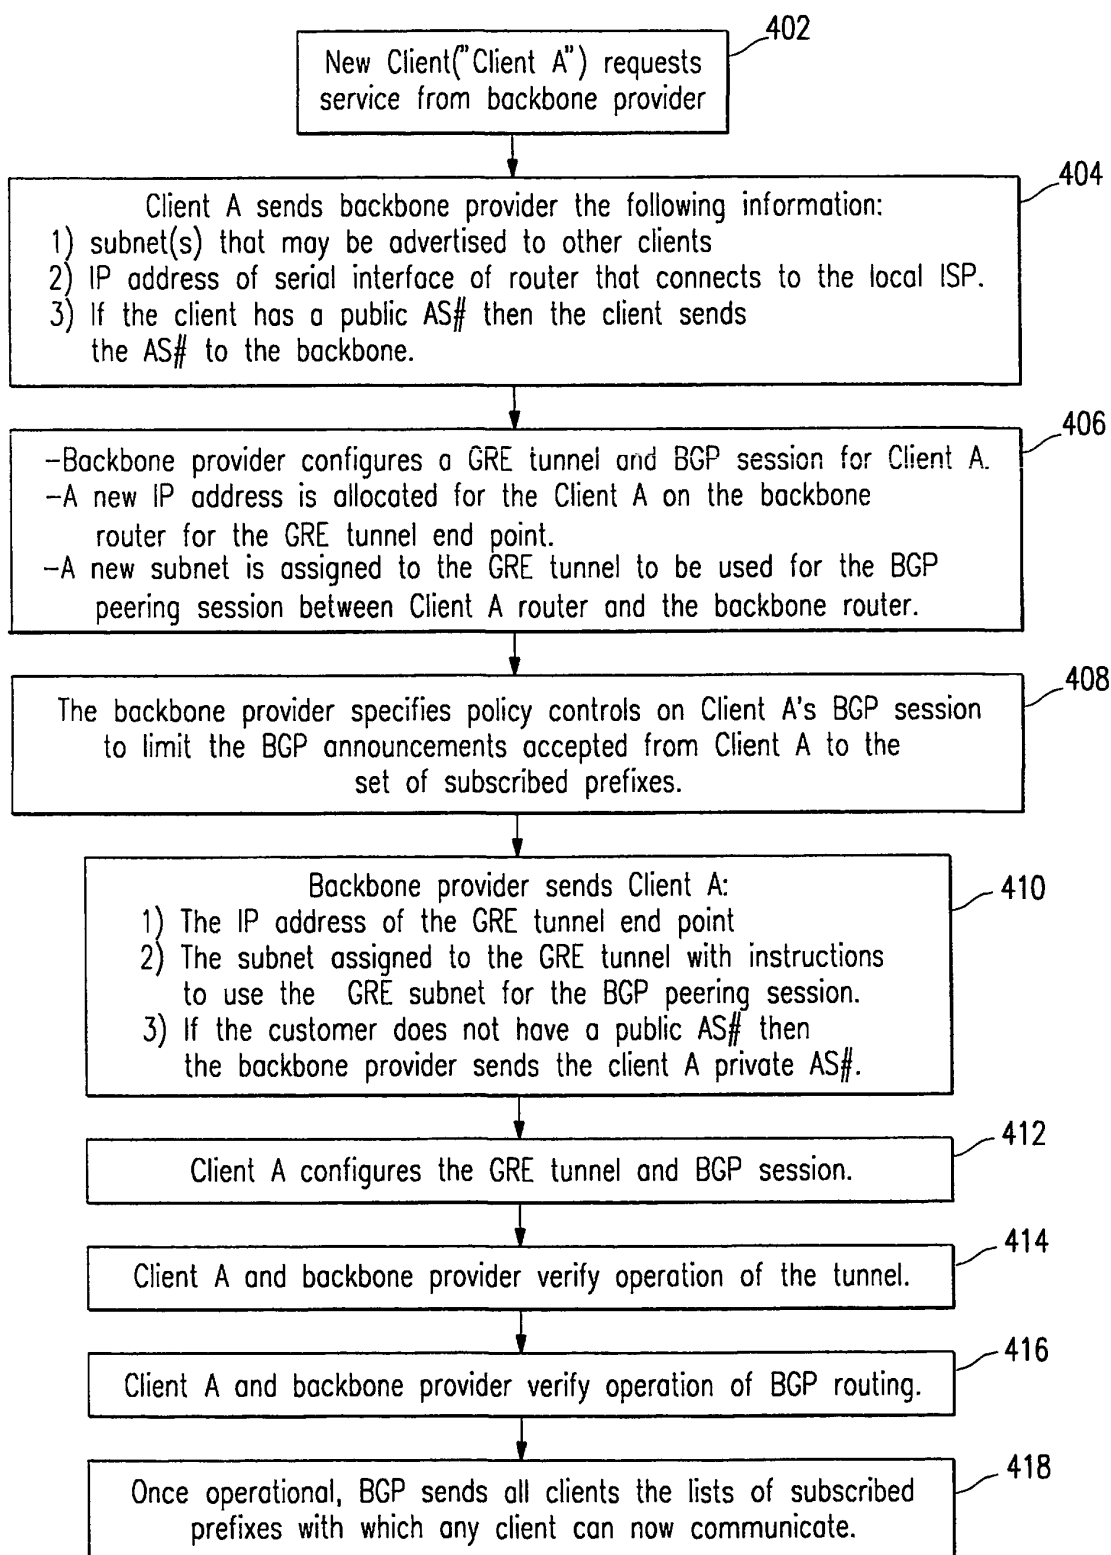 402
New Client("Client A") requests
service from backbone provider
404
Client A sends backbone provider the following information:
1) subnet(s) that may be advertised to other clients
2) IP address of serial interface of router that connects to the local ISP.
3) If the client has a public AS# then the client sends
the AS# to the backbone.
406
-Backbone provider configures a GRE tunnel and BGP session for Client A.
-A new IP address is allocated for the Client A on the backbone
router for the GRE tunnel end point.
-A new subnet is assigned to the GRE tunnel to be used for the BGP
peering session between Client A router and the backbone router.
408
The backbone provider specifies policy controls on Client A's BGP session
to limit the BGP announcements accepted from Client A to the
set of subscribed prefixes.
410
Backbone provider sends Client A:
1) The IP address of the GRE tunnel end point
2) The subnet assigned to the GRE tunnel with instructions
to use the GRE subnet for the BGP peering session.
3) If the customer does not have a public AS# then
the backbone provider sends the client A private AS#.
412
Client A configures the GRE tunnel and BGP session.
414
Client A and backbone provider verify operation of the tunnel.
416
Client A and backbone provider verify operation of BGP routing.
418
Once operational, BGP sends all clients the lists of subscribed
prefixes with which any client can now communicate.